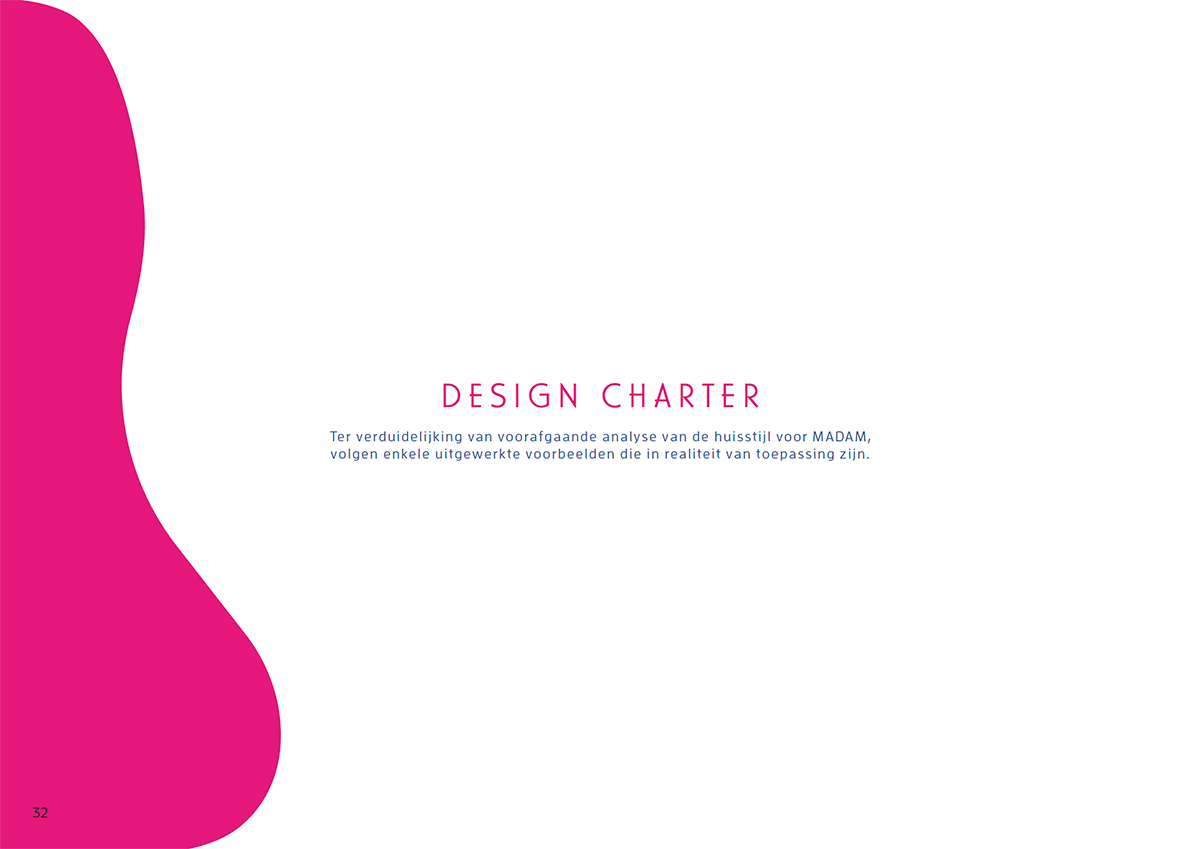 DESIGN CHARTER
Ter verduidelijking van voorafgaande analyse van de huisstijl voor MADAM,
volgen enkele uitgewerkte voorbeelden die in realiteit van toepassing zijn.
32